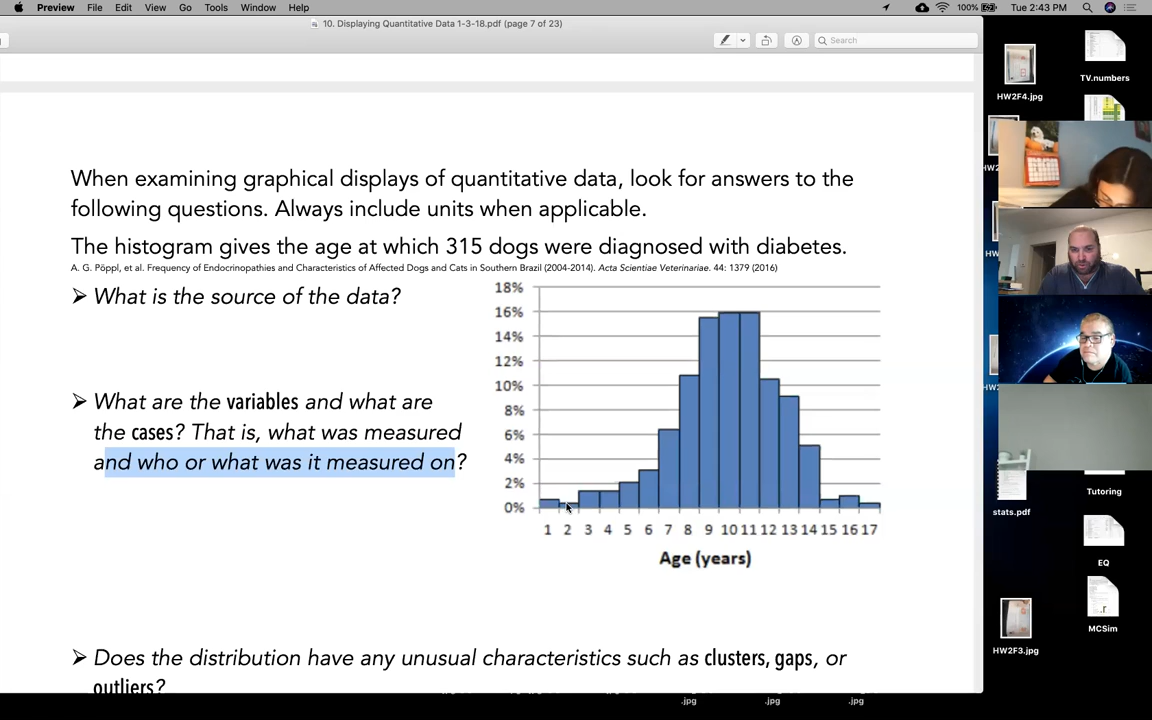 Preview File Edit View Go Tools Window Help 100% Tue 2:43 PM
10. Displaying Quantitative Data 1-3-18.pdf (page 7 of 23)
Search
When examining graphical displays of quantitative data, look for answers to the
following questions. Always include units when applicable.
The histogram gives the age at which 315 dogs were diagnosed with diabetes.
A. G. Pöppl, et al. Frequency of Endocrinopathies and Characteristics of Affected Dogs and Cats in Southern Brazil (2004-2014). Acta Scientiae Veterinariae. 44: 1379 (2016)
➢ What is the source of the data?
➢ What are the variables and what are
the cases? That is, what was measured
and who or what was it measured on?
18%
16%
14%
12%
10%
8%
6%
4%
2%
0%
1 2 3 4 5 6 7 8 9 10 11 12 13 14 15 16 17
Age (years)
➢ Does the distribution have any unusual characteristics such as clusters, gaps, or
outliers?
HW2F4.jpg
TV.numbers
Tutoring
stats.pdf
EQ
MCSim
HW2F3.jpg
.jpg
.jpg
.jpg